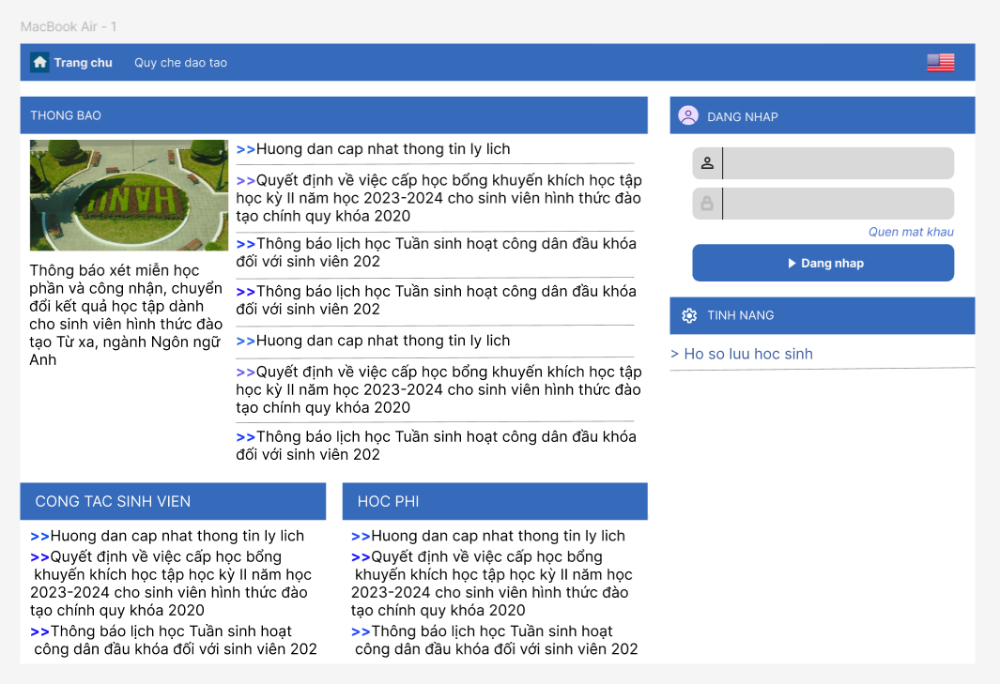 MacBook Air - 1
Trang chu
Quy che dao tao
THONG BAO
HANU
Thông báo xét miễn học
phần và công nhận, chuyển
đổi kết quả học tập dành
cho sinh viên hình thức đào
tạo Từ xa, ngành Ngôn ngữ
Anh
>>Huong dan cap nhat thong tin ly lich
>>Quyết định về việc cấp học bổng khuyến khích học tập
học kỳ II năm học 2023-2024 cho sinh viên hình thức đào
tạo chính quy khóa 2020
>>Thông báo lịch học Tuần sinh hoạt công dân đầu khóa
đối với sinh viên 202
>>Thông báo lịch học Tuần sinh hoạt công dân đầu khóa
đối với sinh viên 202
>>Huong dan cap nhat thong tin ly lich
>>Quyết định về việc cấp học bổng khuyến khích học tập
học kỳ II năm học 2023-2024 cho sinh viên hình thức đào
tạo chính quy khóa 2020
>>Thông báo lịch học Tuần sinh hoạt công dân đầu khóa
đối với sinh viên 202
DANG NHAP
Quen mat khau
Dang nhap
TINH NANG
> Ho so luu hoc sinh
CONG TAC SINH VIEN
>>Huong dan cap nhat thong tin ly lich
>>Quyết định về việc cấp học bổng
khuyến khích học tập học kỳ II năm học
2023-2024 cho sinh viên hình thức đào
tạo chính quy khóa 2020
>>Thông báo lịch học Tuần sinh hoạt
công dân đầu khóa đối với sinh viên 202
HOC PHI
>>Huong dan cap nhat thong tin ly lich
>>Quyết định về việc cấp học bổng
khuyến khích học tập học kỳ II năm học
2023-2024 cho sinh viên hình thức đào
tạo chính quy khóa 2020
>>Thông báo lịch học Tuần sinh hoạt
công dân đầu khóa đối với sinh viên 202